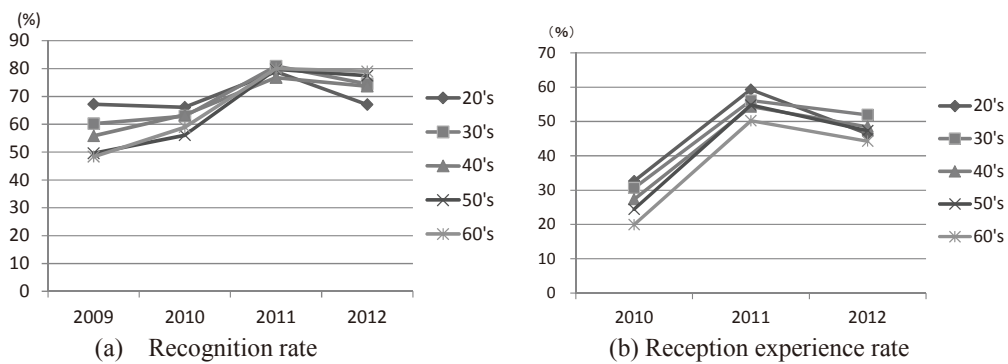 (%)
90
80
70
60
50
40
30
20
10
0
2009 2010 2011 2012
20's
30's
40's
50's
60's
(a) Recognition rate
(%)
70
60
50
40
30
20
10
0
2010 2011 2012
20's
30's
40's
50's
60's
(b) Reception experience rate